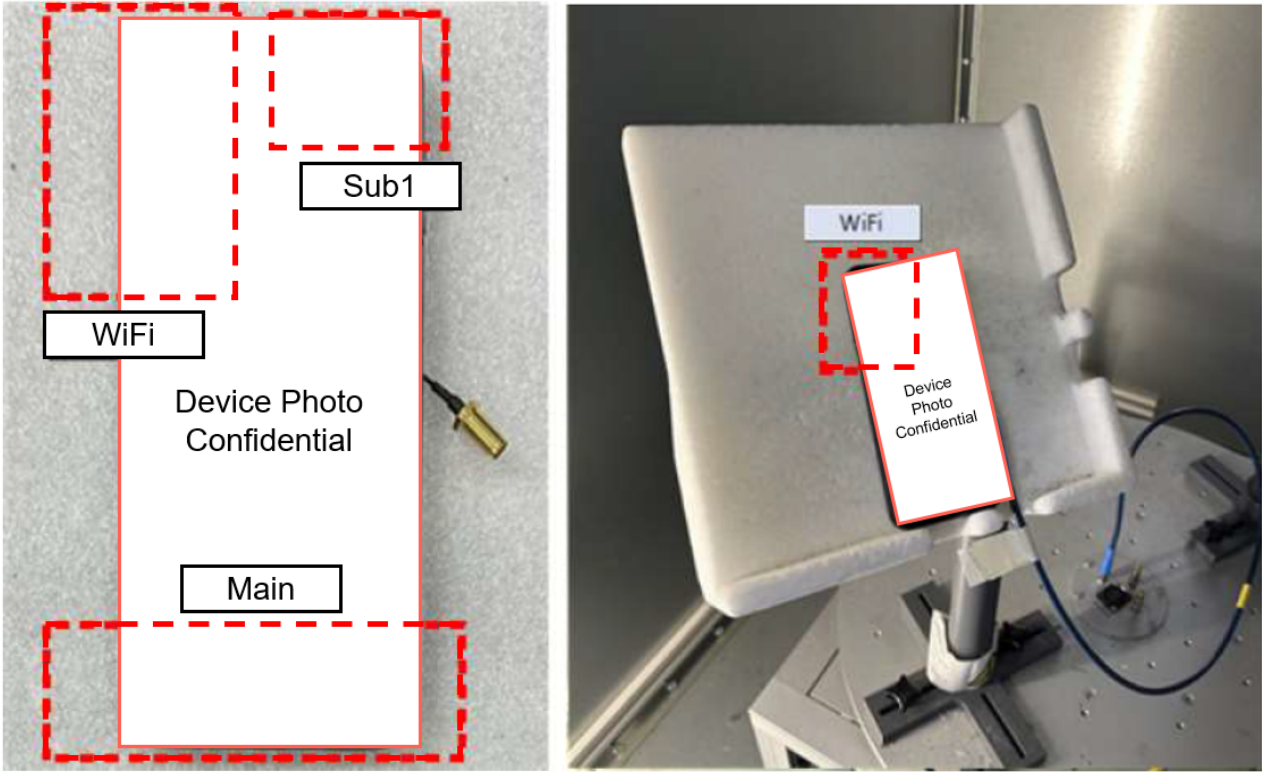 Sub1
WiFi
Device Photo
Confidential
Main
WiFi
Device
Photo
Confidential